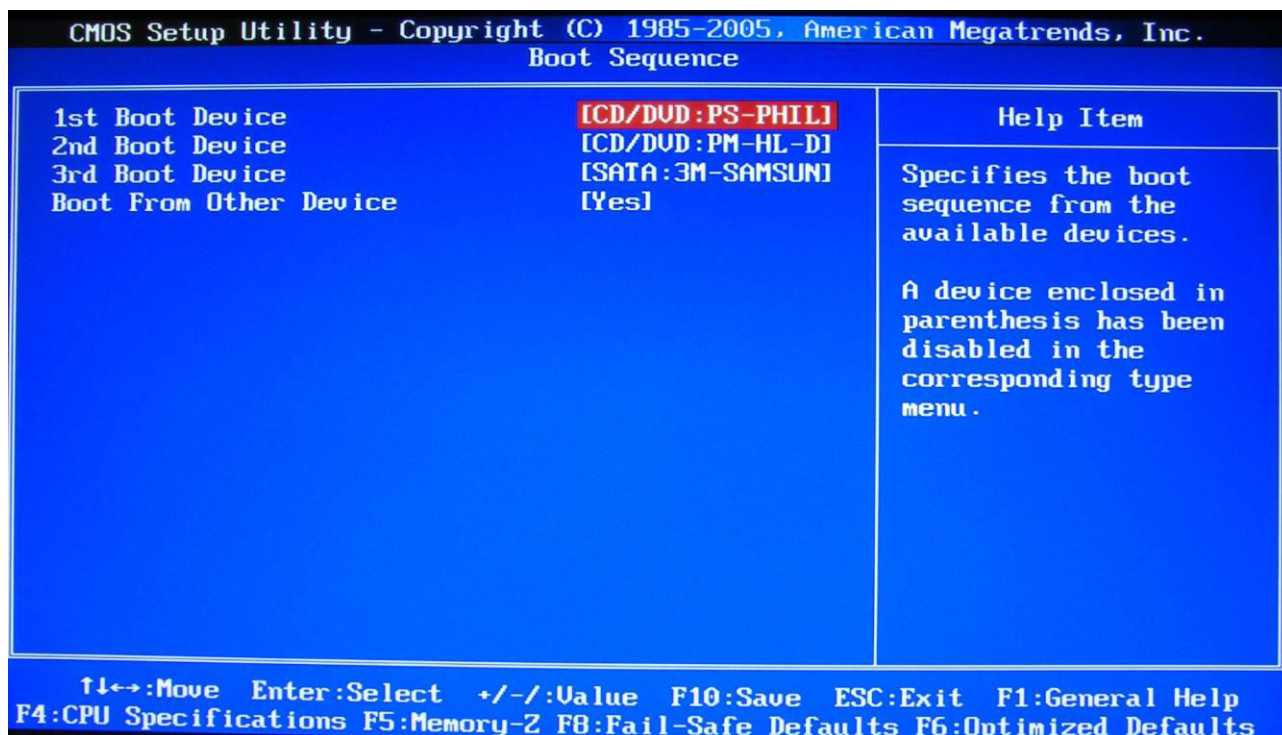 CMOS Setup Utility - Copyright (C) 1985-2005, American Megatrends, Inc.
Boot Sequence
1st Boot Device [CD/DVD:PS-PHIL]
2nd Boot Device [CD/DVD:PM-HL-D]
3rd Boot Device [SATA:3M-SAMSUN]
Boot From Other Device [Yes]
Help Item
Specifies the boot
sequence from the
available devices.
A device enclosed in
parenthesis has been
disabled in the
corresponding type
menu.
↑↓←→:Move Enter:Select +/-/:Value F10:Save ESC:Exit F1:General Help
F4:CPU Specifications F5:Memory-Z F8:Fail-Safe Defaults F6:Optimized Defaults